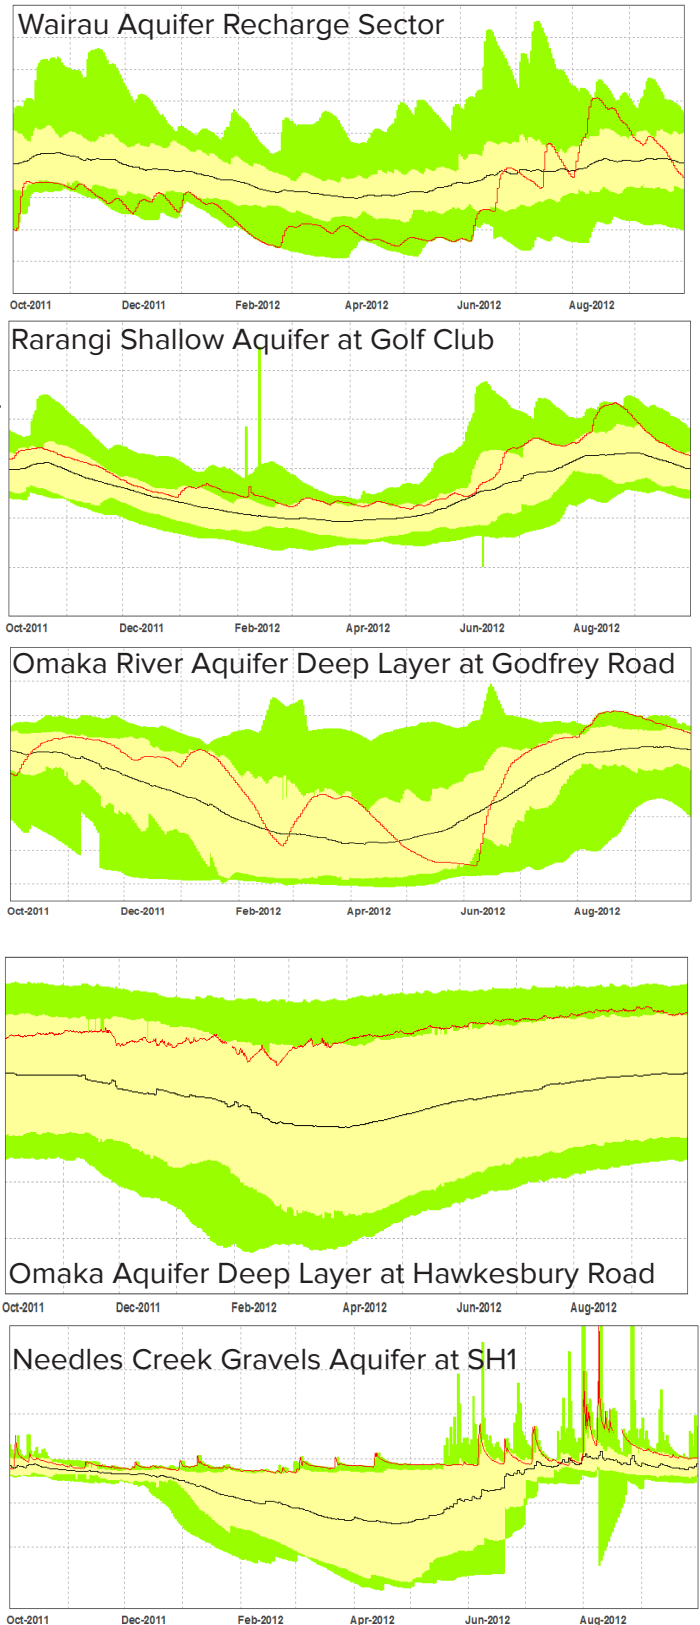 Wairau Aquifer Recharge Sector
Oct-2011 Dec-2011 Feb-2012 Apr-2012 Jun-2012 Aug-2012
Rarangi Shallow Aquifer at Golf Club
Oct-2011 Dec-2011 Feb-2012 Apr-2012 Jun-2012 Aug-2012
Omaka River Aquifer Deep Layer at Godfrey Road
Oct-2011 Dec-2011 Feb-2012 Apr-2012 Jun-2012 Aug-2012
Omaka Aquifer Deep Layer at Hawkesbury Road
Oct-2011 Dec-2011 Feb-2012 Apr-2012 Jun-2012 Aug-2012
Needles Creek Gravels Aquifer at SH1
Oct-2011 Dec-2011 Feb-2012 Apr-2012 Jun-2012 Aug-2012